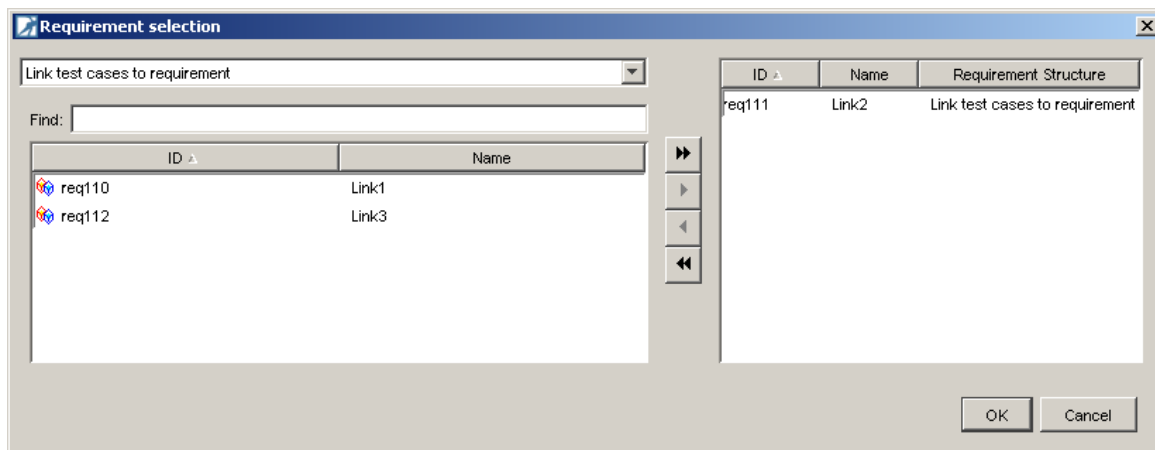 Requirement selection
Link test cases to requirement
Find:
ID Name
req110 Link1
req112 Link3
ID Name Requirement Structure
req111 Link2 Link test cases to requirement
OK Cancel